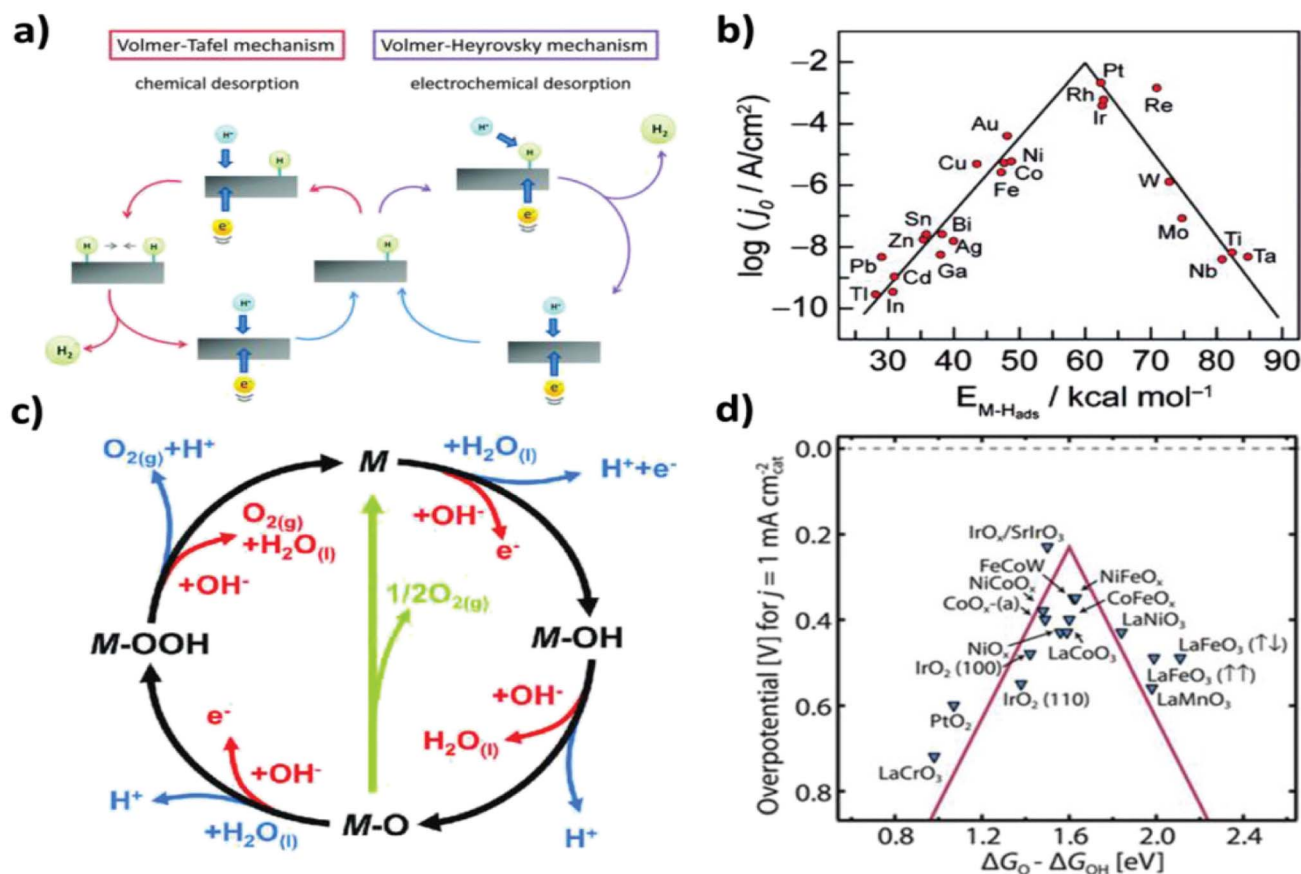 a)
Volmer-Tafel mechanism
Volmer-Heyrovsky mechanism
chemical desorption
electrochemical desorption
H⁺
H
e⁻
H
H
H₂
H⁺
e⁻
H
H⁺
H
e⁻
H₂
H⁺
e⁻
b)
log (j₀ / A/cm²)
−2
−4
−6
−8
−10
Pt
Rh
Ir
Re
Au
Cu
Ni
Co
Fe
W
Mo
Sn
Bi
Zn
Ag
Pb
Ga
Cd
Tl
In
Ti
Nb
Ta
30 40 50 60 70 80 90
E_M-Hads / kcal mol⁻¹
c)
M
+H₂O(l)
H⁺+e⁻
+OH⁻
e⁻
M-OH
+OH⁻
H₂O(l)
H⁺
M-O
+H₂O(l)
H⁺
+OH⁻
e⁻
M-OOH
+OH⁻
O₂(g)
+H₂O(l)
O₂(g)+H⁺
1/2O₂(g)
d)
Overpotential [V] for j = 1 mA cm⁻²cat
0.0
0.2
0.4
0.6
0.8
IrOₓ/SrIrO₃
FeCoW
NiFeOₓ
NiCoOₓ
CoFeOₓ
CoOₓ-(a)
LaNiO₃
NiOₓ
LaCoO₃
LaFeO₃ (↑↓)
IrO₂ (100)
LaFeO₃ (↑↑)
IrO₂ (110)
LaMnO₃
PtO₂
LaCrO₃
0.8 1.2 1.6 2.0 2.4
ΔG_O - ΔG_OH [eV]